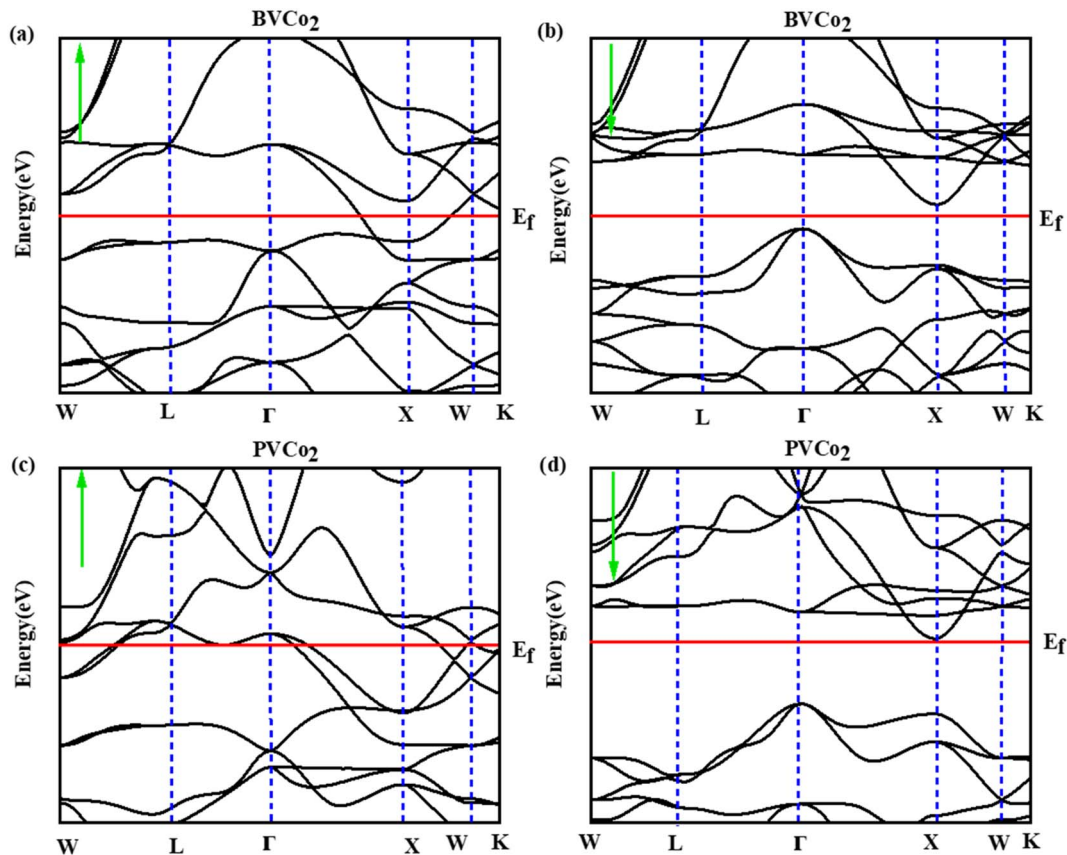 (a) BVCo2
Energy(eV)
Ef
W L Γ X W K
(b) BVCo2
Energy(eV)
Ef
W L Γ X W K
(c) PVCo2
Energy(eV)
Ef
W L Γ X W K
(d) PVCo2
Energy(eV)
Ef
W L Γ X W K